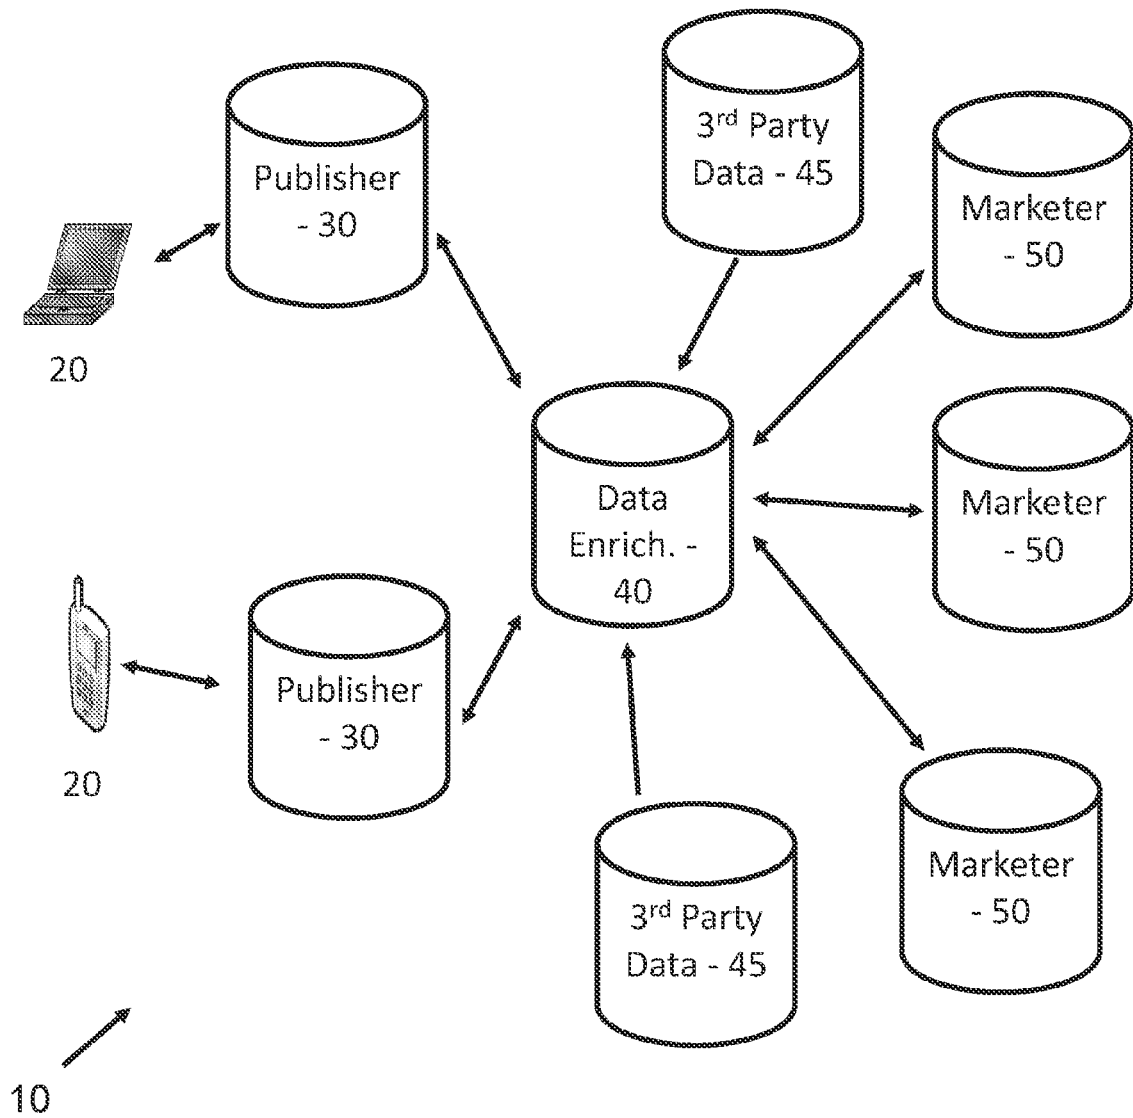 3rd Party
Data - 45
Publisher
- 30
Marketer
- 50
20
Data
Enrich. -
40
Marketer
- 50
Publisher
- 30
20
3rd Party
Data - 45
Marketer
- 50
10